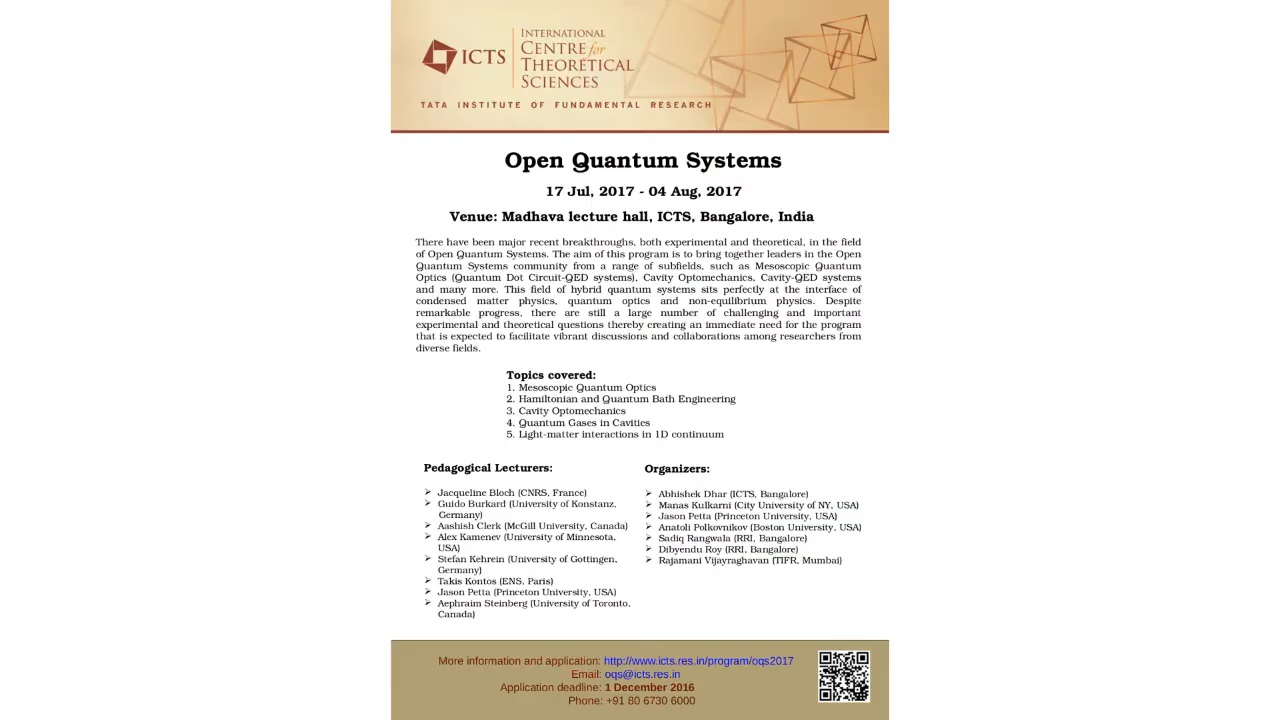 ICTS
INTERNATIONAL
CENTRE for
THEORETICAL
SCIENCES
TATA INSTITUTE OF FUNDAMENTAL RESEARCH
Open Quantum Systems
17 Jul, 2017 - 04 Aug, 2017
Venue: Madhava lecture hall, ICTS, Bangalore, India
There have been major recent breakthroughs, both experimental and theoretical, in the field
of Open Quantum Systems. The aim of this program is to bring together leaders in the Open
Quantum Systems community from a range of subfields, such as Mesoscopic Quantum
Optics (Quantum Dot Circuit-QED systems), Cavity Optomechanics, Cavity-QED systems
and many more. This field of hybrid quantum systems sits perfectly at the interface of
condensed matter physics, quantum optics and non-equilibrium physics. Despite
remarkable progress, there are still a large number of challenging and important
experimental and theoretical questions thereby creating an immediate need for the program
that is expected to facilitate vibrant discussions and collaborations among researchers from
diverse fields.
Topics covered:
1. Mesoscopic Quantum Optics
2. Hamiltonian and Quantum Bath Engineering
3. Cavity Optomechanics
4. Quantum Gases in Cavities
5. Light-matter interactions in 1D continuum
Pedagogical Lecturers:
➢ Jacqueline Bloch (CNRS, France)
➢ Guido Burkard (University of Konstanz,
Germany)
➢ Aashish Clerk (McGill University, Canada)
➢ Alex Kamenev (University of Minnesota,
USA)
➢ Stefan Kehrein (University of Gottingen,
Germany)
➢ Takis Kontos (ENS, Paris)
➢ Jason Petta (Princeton University, USA)
➢ Aephraim Steinberg (University of Toronto,
Canada)
Organizers:
➢ Abhishek Dhar (ICTS, Bangalore)
➢ Manas Kulkarni (City University of NY, USA)
➢ Jason Petta (Princeton University, USA)
➢ Anatoli Polkovnikov (Boston University, USA)
➢ Sadiq Rangwala (RRI, Bangalore)
➢ Dibyendu Roy (RRI, Bangalore)
➢ Rajamani Vijayraghavan (TIFR, Mumbai)
More information and application: http://www.icts.res.in/program/oqs2017
Email: oqs@icts.res.in
Application deadline: 1 December 2016
Phone: +91 80 6730 6000